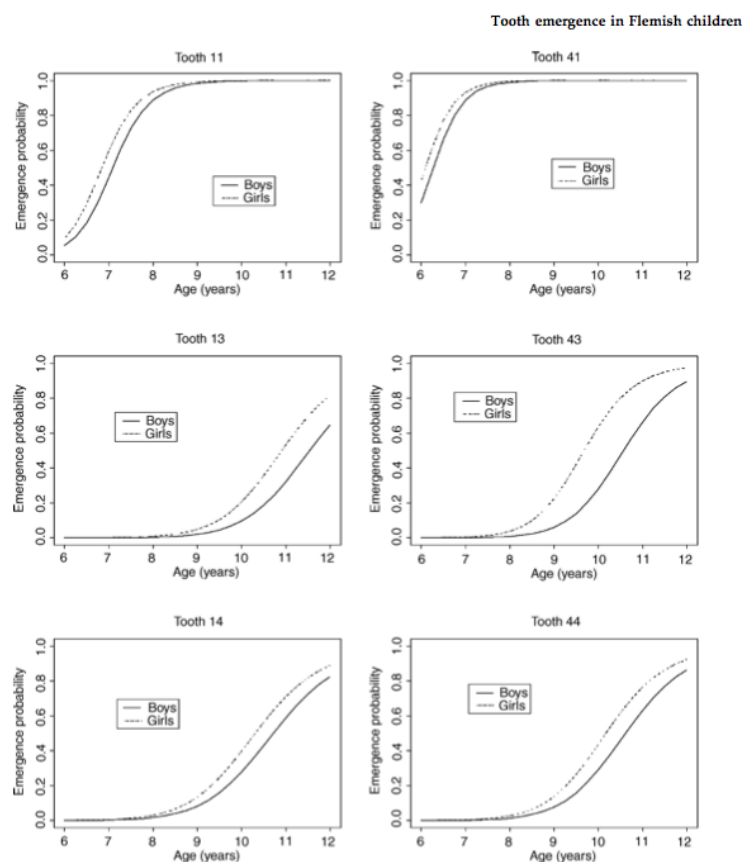 Tooth emergence in Flemish children
Tooth 11
Emergence probability
0.0 0.2 0.4 0.6 0.8 1.0
Boys
Girls
6 7 8 9 10 11 12
Age (years)
Tooth 41
Emergence probability
0.0 0.2 0.4 0.6 0.8 1.0
Boys
Girls
6 7 8 9 10 11 12
Age (years)
Tooth 13
Emergence probability
0.0 0.2 0.4 0.6 0.8 1.0
Boys
Girls
6 7 8 9 10 11 12
Age (years)
Tooth 43
Emergence probability
0.0 0.2 0.4 0.6 0.8 1.0
Boys
Girls
6 7 8 9 10 11 12
Age (years)
Tooth 14
Emergence probability
0.0 0.2 0.4 0.6 0.8 1.0
Boys
Girls
6 7 8 9 10 11 12
Age (years)
Tooth 44
Emergence probability
0.0 0.2 0.4 0.6 0.8 1.0
Boys
Girls
6 7 8 9 10 11 12
Age (years)